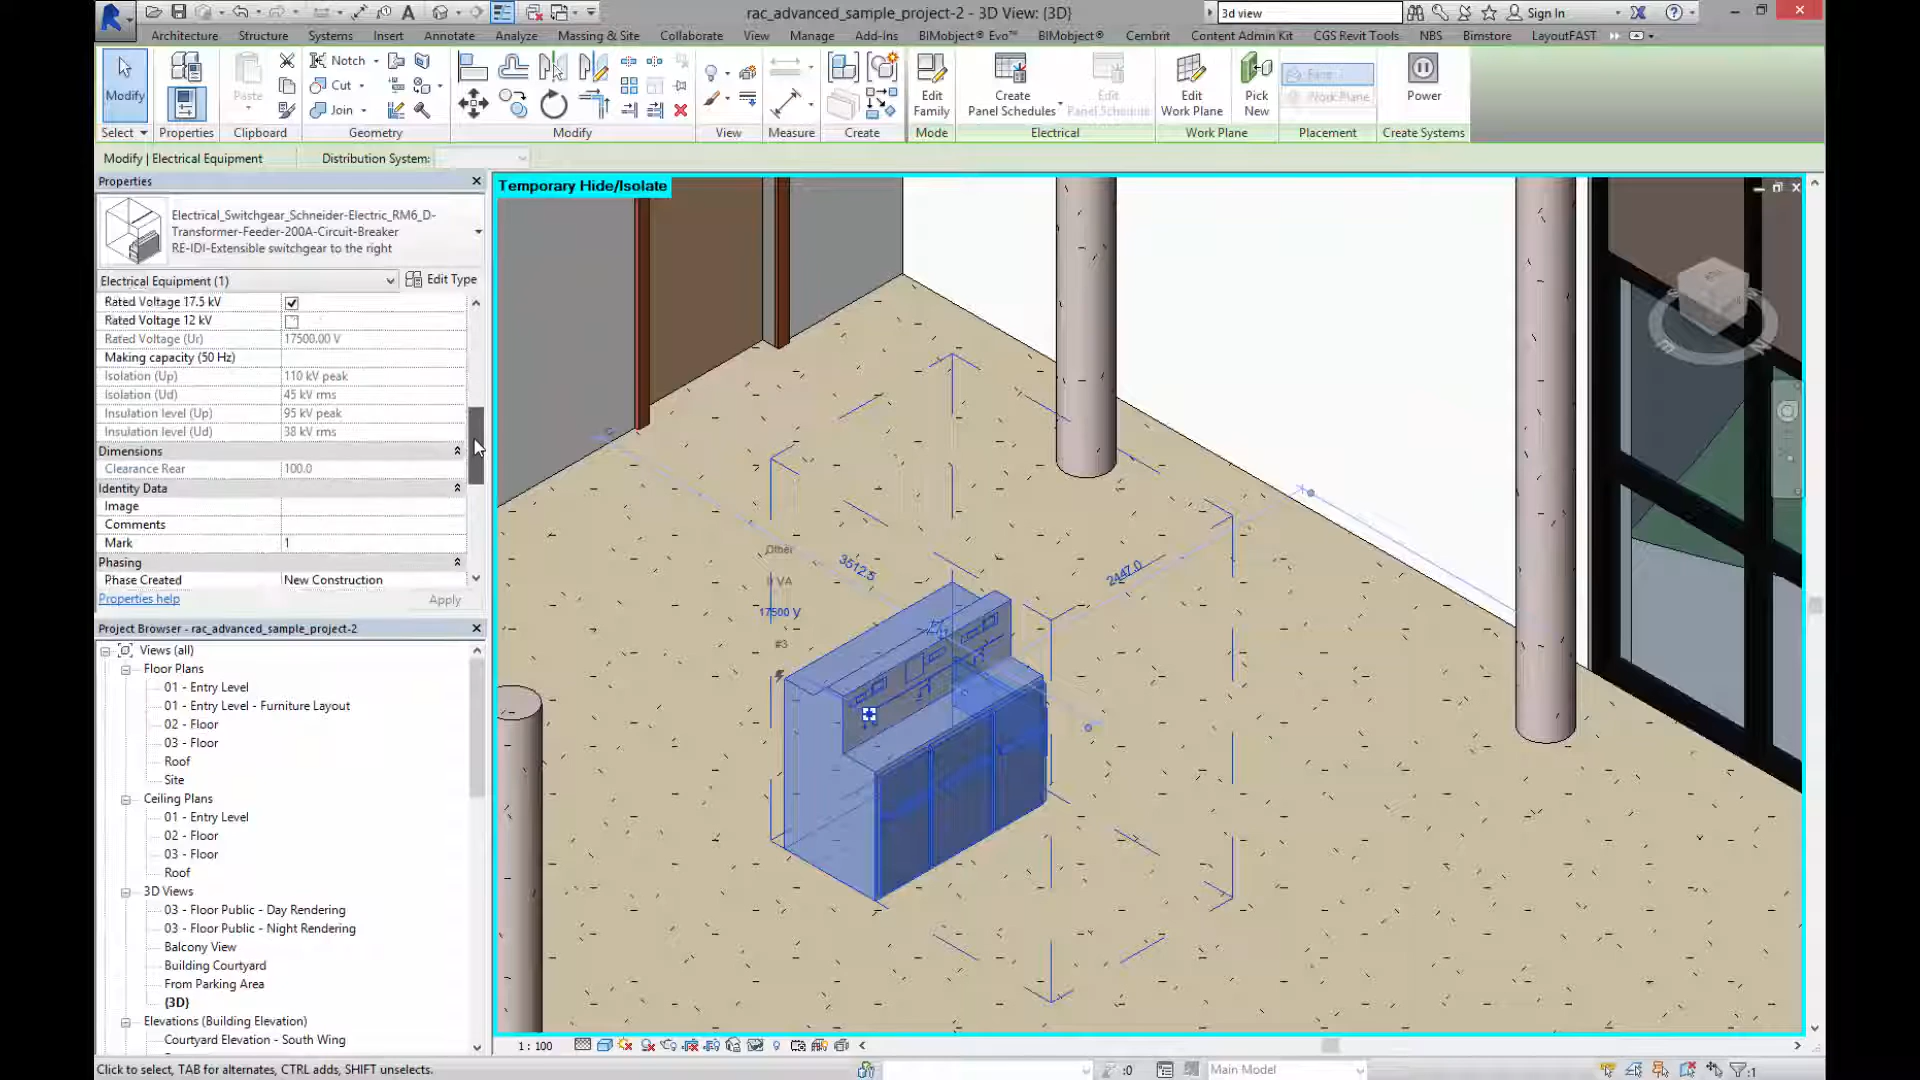 rac_advanced_sample_project-2 - 3D View: {3D}
3d view
Sign In
Architecture Structure Systems Insert Annotate Analyze Massing & Site Collaborate View Manage Add-Ins BIMobject® Evo™ BIMobject® Cembrit Content Admin Kit CGS Revit Tools NBS Bimstore LayoutFAST
Modify
Paste
Notch
Cut
Join
Edit Family
Create Panel Schedules
Edit Panel Schedule
Edit Work Plane
Pick New
Face
Work Plane
Power
Select Properties Clipboard Geometry Modify View Measure Create Mode Electrical Work Plane Placement Create Systems
Modify | Electrical Equipment Distribution System:
Properties
Electrical_Switchgear_Schneider-Electric_RM6_D-
Transformer-Feeder-200A-Circuit-Breaker
RE-IDI-Extensible switchgear to the right
Electrical Equipment (1) Edit Type
Rated Voltage 17.5 kV
Rated Voltage 12 kV
Rated Voltage (Ur) 17500.00 V
Making capacity (50 Hz)
Isolation (Up) 110 kV peak
Isolation (Ud) 45 kV rms
Insulation level (Up) 95 kV peak
Insulation level (Ud) 38 kV rms
Dimensions
Clearance Rear 100.0
Identity Data
Image
Comments
Mark 1
Phasing
Phase Created New Construction
Properties help Apply
Project Browser - rac_advanced_sample_project-2
Views (all)
Floor Plans
01 - Entry Level
01 - Entry Level - Furniture Layout
02 - Floor
03 - Floor
Roof
Site
Ceiling Plans
01 - Entry Level
02 - Floor
03 - Floor
Roof
3D Views
03 - Floor Public - Day Rendering
03 - Floor Public - Night Rendering
Balcony View
Building Courtyard
From Parking Area
{3D}
Elevations (Building Elevation)
Courtyard Elevation - South Wing
Temporary Hide/Isolate
Other
0 VA
17500 V
#3
3512.5
2447.0
1 : 100
Click to select, TAB for alternates, CTRL adds, SHIFT unselects.
:0
Main Model
:1